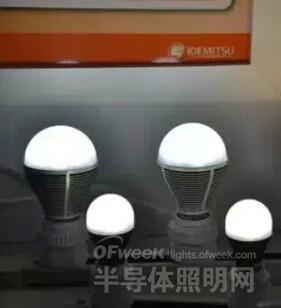 IDEMITSU
OFweek lights.ofweek.com
半导体照明网